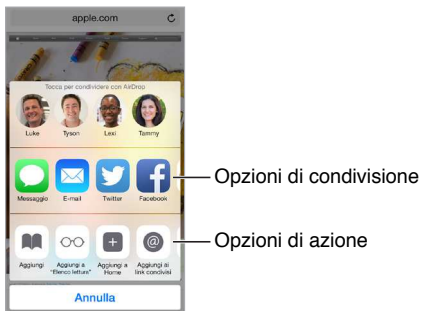 apple.com
Tocca per condividere con AirDrop
Luke Tyson Lexi Tammy
Messaggio E-mail Twitter Facebook
Opzioni di condivisione
Opzioni di azione
Aggiungi Aggiungi a Aggiungi a Aggiungi ai
"Elenco lettura" Home link condivisi
Annulla